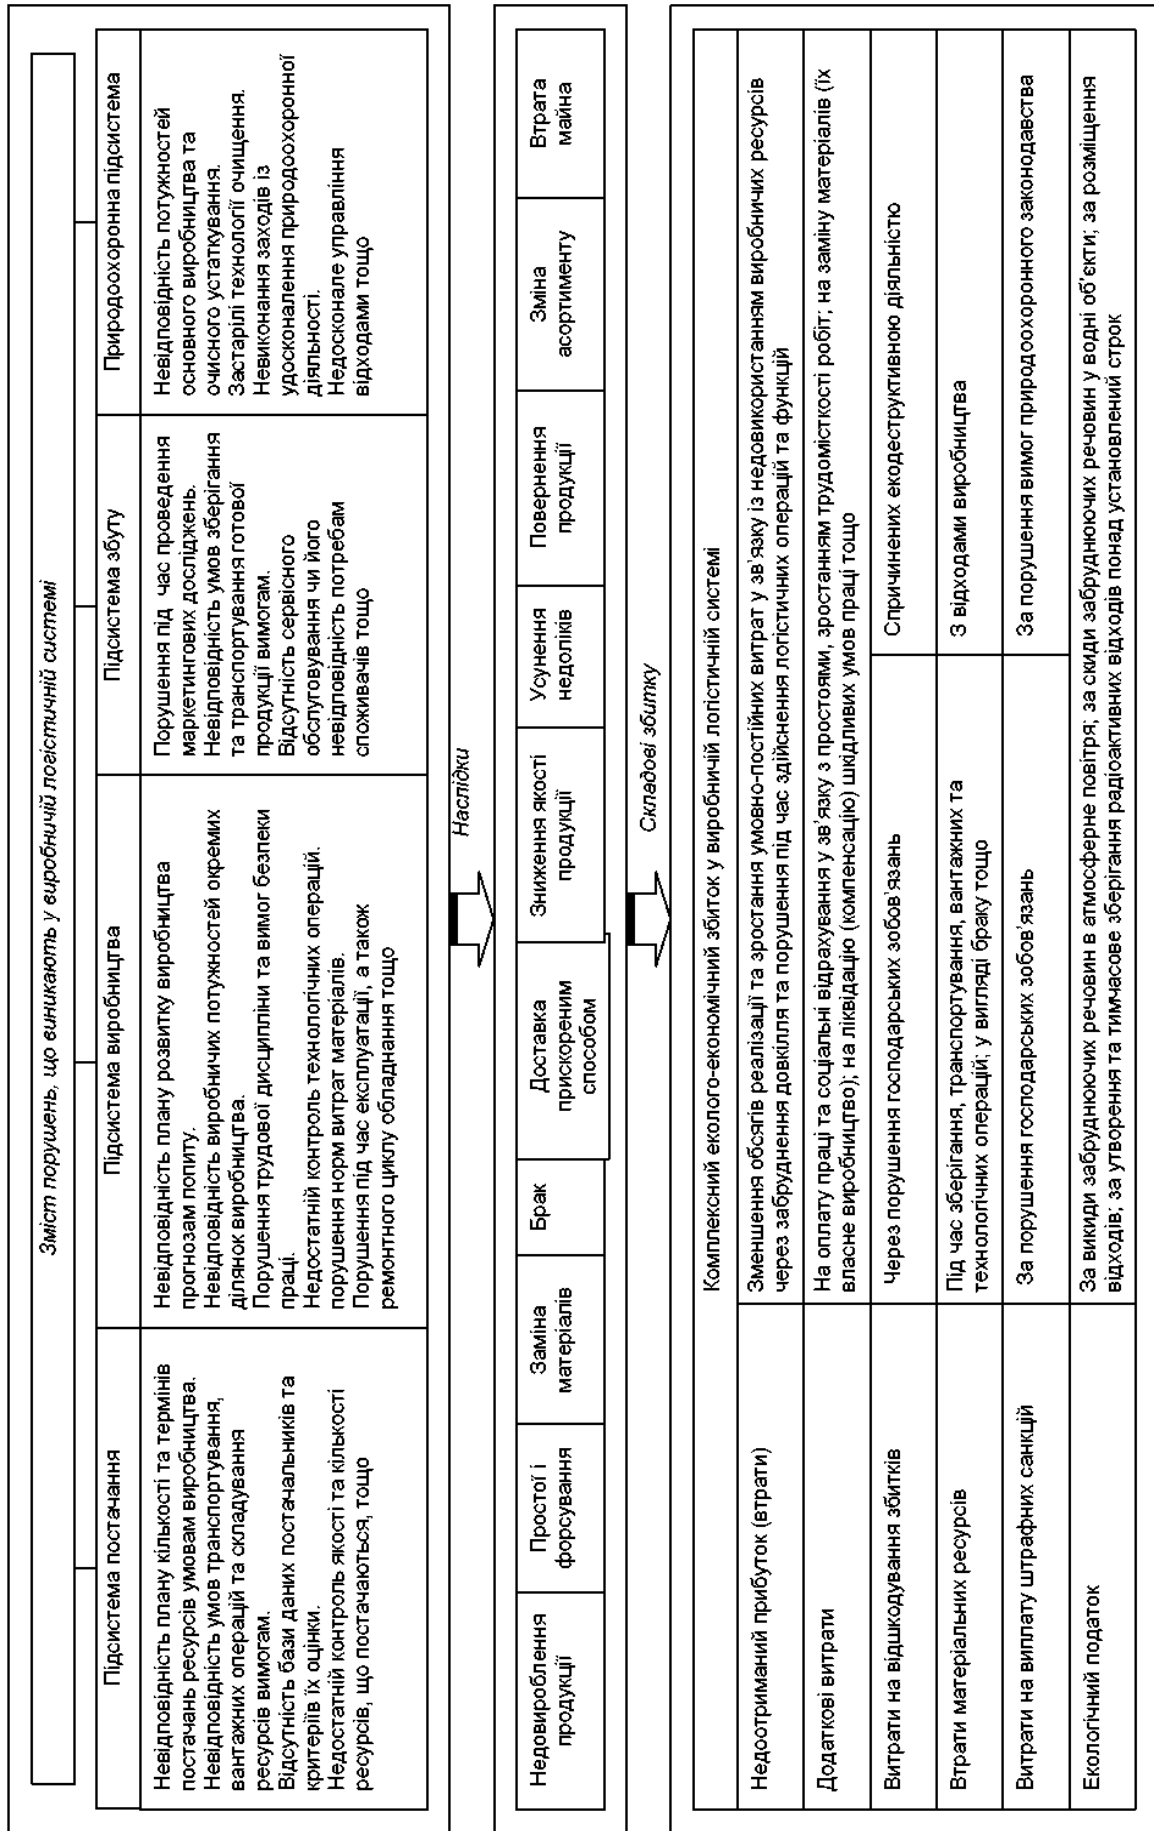 Зміст порушень, що виникають у виробничій логістичній системі
Підсистема постачання
Невідповідність плану кількості та термінів
постачань ресурсів умовам виробництва.
Невідповідність умов транспортування,
вантажних операцій та складування
ресурсів вимогам.
Відсутність бази даних постачальників та
критеріїв їх оцінки.
Недостатній контроль якості та кількості
ресурсів, що постачаються, тощо
Підсистема виробництва
Невідповідність плану розвитку виробництва
прогнозам попиту.
Невідповідність виробничих потужностей окремих
ділянок виробництва.
Порушення трудової дисципліни та вимог безпеки
праці.
Недостатній контроль технологічних операцій.
порушення норм витрат матеріалів.
Порушення під час експлуатації, а також
ремонтного циклу обладнання тощо
Підсистема збуту
Порушення під час проведення
маркетингових досліджень.
Невідповідність умов зберігання
та транспортування готової
продукції вимогам.
Відсутність сервісного
обслуговування чи його
невідповідність потребам
споживачів тощо
Природоохоронна підсистема
Невідповідність потужностей
основного виробництва та
очисного устаткування.
Застарілі технології очищення.
Невиконання заходів із
удосконалення природоохоронної
діяльності.
Недосконале управління
відходами тощо
Наслідки
Недовироблення
продукції
Простої і
форсування
Заміна
матеріалів
Брак
Доставка
прискореним
способом
Зниження якості
продукції
Усунення
недоліків
Повернення
продукції
Зміна
асортименту
Втрата
майна
Складові збитку
Комплексний еколого-економічний збиток у виробничій логістичній системі
Недоотриманий прибуток (втрати)
Зменшення обсягів реалізації та зростання умовно-постійних витрат у зв'язку із недовикористанням виробничих ресурсів
через забруднення довкілля та порушення під час здійснення логістичних операцій та функцій
Додаткові витрати
На оплату праці та соціальні відрахування у зв'язку з простоями, зростанням трудомісткості робіт; на заміну матеріалів (їх
власне виробництво); на ліквідацію (компенсацію) шкідливих умов праці тощо
Витрати на відшкодування збитків
Через порушення господарських зобов'язань
Спричинених екодеструктивною діяльністю
Втрати матеріальних ресурсів
Під час зберігання, транспортування, вантажних та
технологічних операцій; у вигляді браку тощо
З відходами виробництва
Витрати на виплату штрафних санкцій
За порушення господарських зобов'язань
За порушення вимог природоохоронного законодавства
Екологічний податок
За викиди забруднюючих речовин в атмосферне повітря; за скиди забруднюючих речовин у водні об'єкти; за розміщення
відходів; за утворення та тимчасове зберігання радіоактивних відходів понад установлений строк